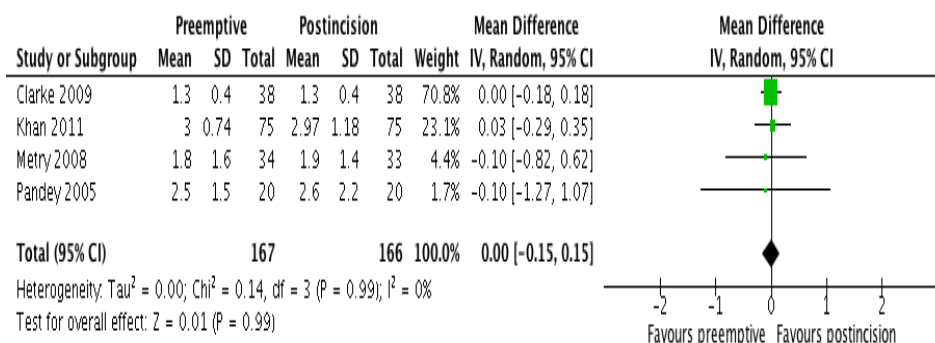 Preemptive Postincision Mean Difference Mean Difference
Study or Subgroup Mean SD Total Mean SD Total Weight IV, Random, 95% CI IV, Random, 95% CI
Clarke 2009 1.3 0.4 38 1.3 0.4 38 70.8% 0.00 [−0.18, 0.18]
Khan 2011 3 0.74 75 2.97 1.18 75 23.1% 0.03 [−0.29, 0.35]
Metry 2008 1.8 1.6 34 1.9 1.4 33 4.4% −0.10 [−0.82, 0.62]
Pandey 2005 2.5 1.5 20 2.6 2.2 20 1.7% −0.10 [−1.27, 1.07]
Total (95% CI) 167 166 100.0% 0.00 [−0.15, 0.15]
Heterogeneity: Tau² = 0.00; Chi² = 0.14, df = 3 (P = 0.99); I² = 0%
Test for overall effect: Z = 0.01 (P = 0.99)
−2 −1 0 1 2
Favours preemptive Favours postincision